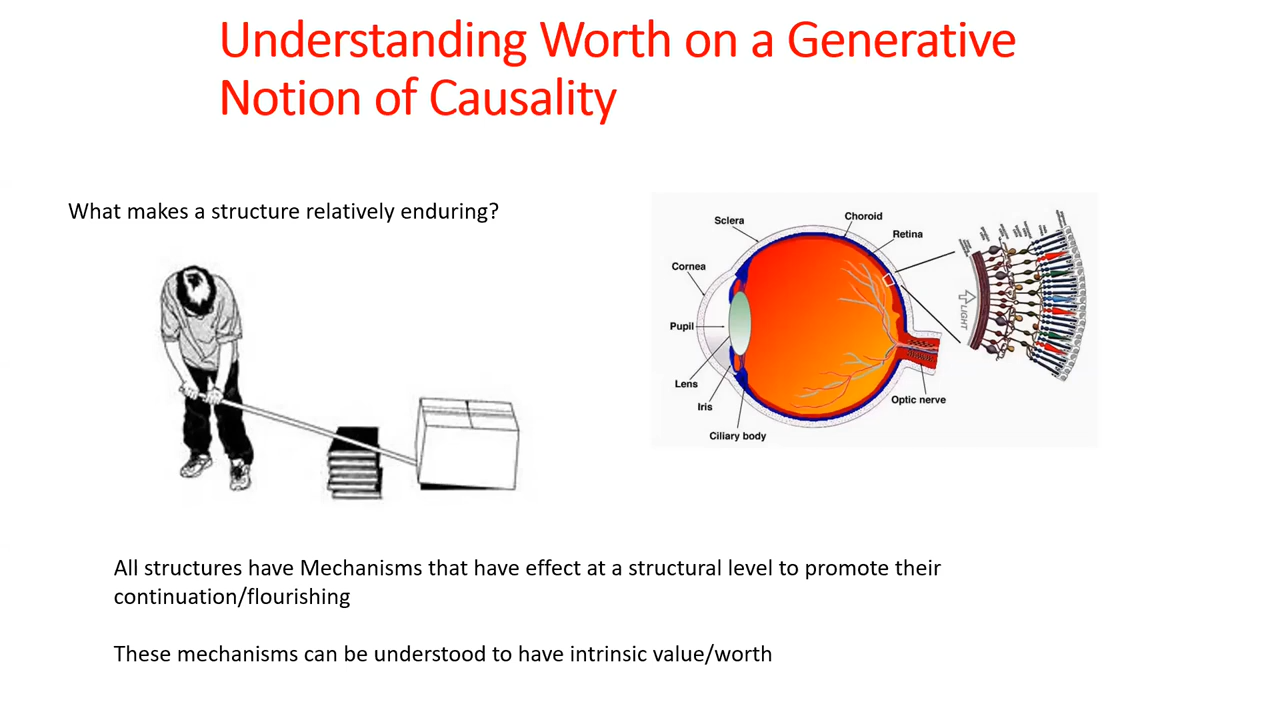 Understanding Worth on a Generative
Notion of Causality
What makes a structure relatively enduring?
Sclera
Choroid
Retina
Cornea
Pupil
LIGHT
Lens
Iris
Optic nerve
Ciliary body
All structures have Mechanisms that have effect at a structural level to promote their
continuation/flourishing
These mechanisms can be understood to have intrinsic value/worth